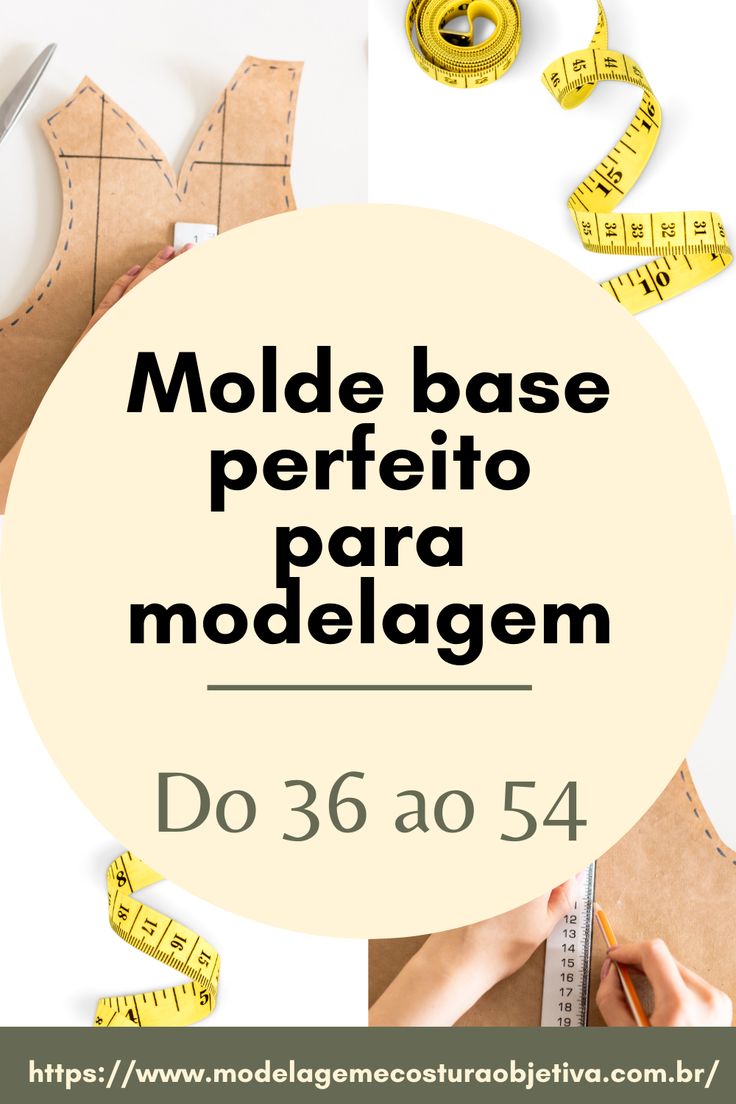 Molde base
perfeito
para
modelagem
Do 36 ao 54
https://www.modelagemecosturaobjetiva.com.br/